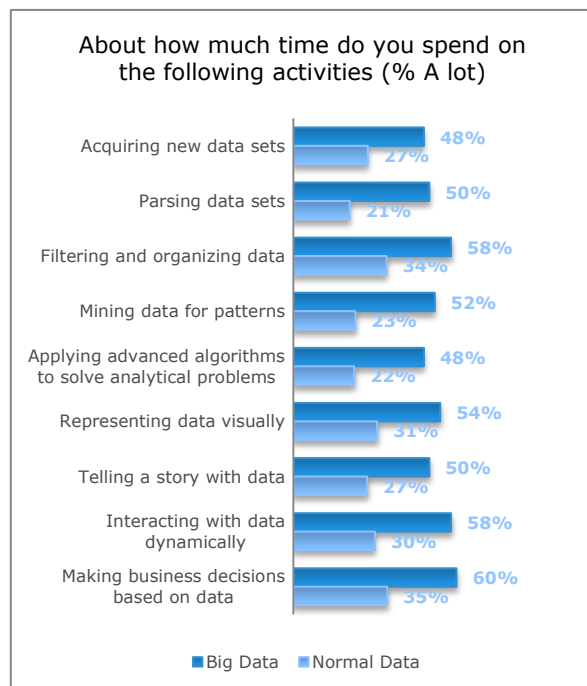 About how much time do you spend on
the following activities (% A lot)
Acquiring new data sets
48%
27%
Parsing data sets
50%
21%
Filtering and organizing data
58%
34%
Mining data for patterns
52%
23%
Applying advanced algorithms
to solve analytical problems
48%
22%
Representing data visually
54%
31%
Telling a story with data
50%
27%
Interacting with data
dynamically
58%
30%
Making business decisions
based on data
60%
35%
Big Data
Normal Data